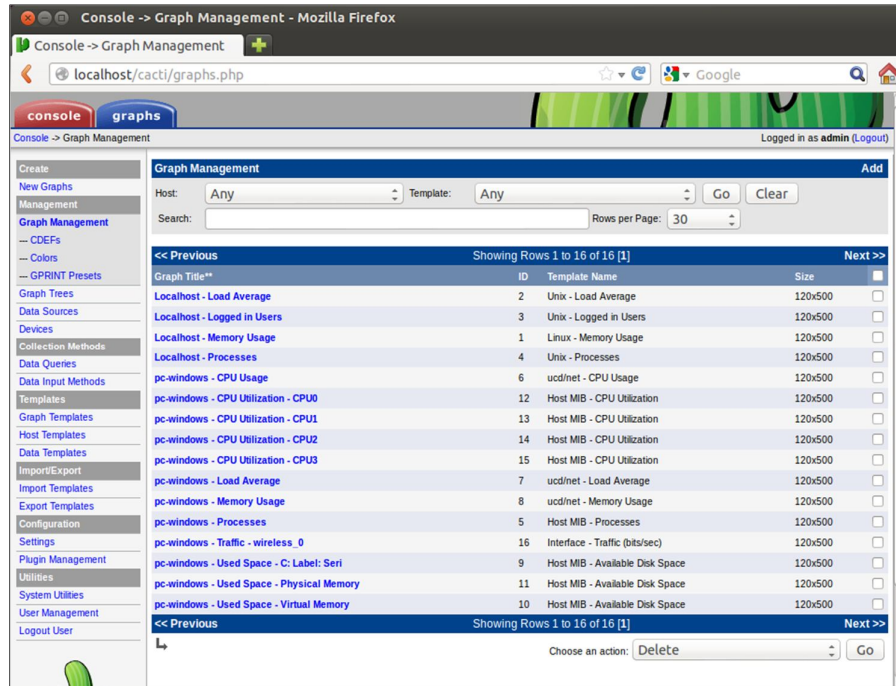 Console -> Graph Management - Mozilla Firefox
Console -> Graph Management
localhost/cacti/graphs.php
Google
console
graphs
Console -> Graph Management
Logged in as admin (Logout)
Create
New Graphs
Management
Graph Management
--- CDEFs
--- Colors
--- GPRINT Presets
Graph Trees
Data Sources
Devices
Collection Methods
Data Queries
Data Input Methods
Templates
Graph Templates
Host Templates
Data Templates
Import/Export
Import Templates
Export Templates
Configuration
Settings
Plugin Management
Utilities
System Utilities
User Management
Logout User
Graph Management Add
Host: Any Template: Any Go Clear
Search: Rows per Page: 30
<< Previous Showing Rows 1 to 16 of 16 [1] Next >>
Graph Title** ID Template Name Size
Localhost - Load Average 2 Unix - Load Average 120x500
Localhost - Logged in Users 3 Unix - Logged in Users 120x500
Localhost - Memory Usage 1 Linux - Memory Usage 120x500
Localhost - Processes 4 Unix - Processes 120x500
pc-windows - CPU Usage 6 ucd/net - CPU Usage 120x500
pc-windows - CPU Utilization - CPU0 12 Host MIB - CPU Utilization 120x500
pc-windows - CPU Utilization - CPU1 13 Host MIB - CPU Utilization 120x500
pc-windows - CPU Utilization - CPU2 14 Host MIB - CPU Utilization 120x500
pc-windows - CPU Utilization - CPU3 15 Host MIB - CPU Utilization 120x500
pc-windows - Load Average 7 ucd/net - Load Average 120x500
pc-windows - Memory Usage 8 ucd/net - Memory Usage 120x500
pc-windows - Processes 5 Host MIB - Processes 120x500
pc-windows - Traffic - wireless_0 16 Interface - Traffic (bits/sec) 120x500
pc-windows - Used Space - C: Label: Seri 9 Host MIB - Available Disk Space 120x500
pc-windows - Used Space - Physical Memory 11 Host MIB - Available Disk Space 120x500
pc-windows - Used Space - Virtual Memory 10 Host MIB - Available Disk Space 120x500
<< Previous Showing Rows 1 to 16 of 16 [1] Next >>
Choose an action: Delete Go